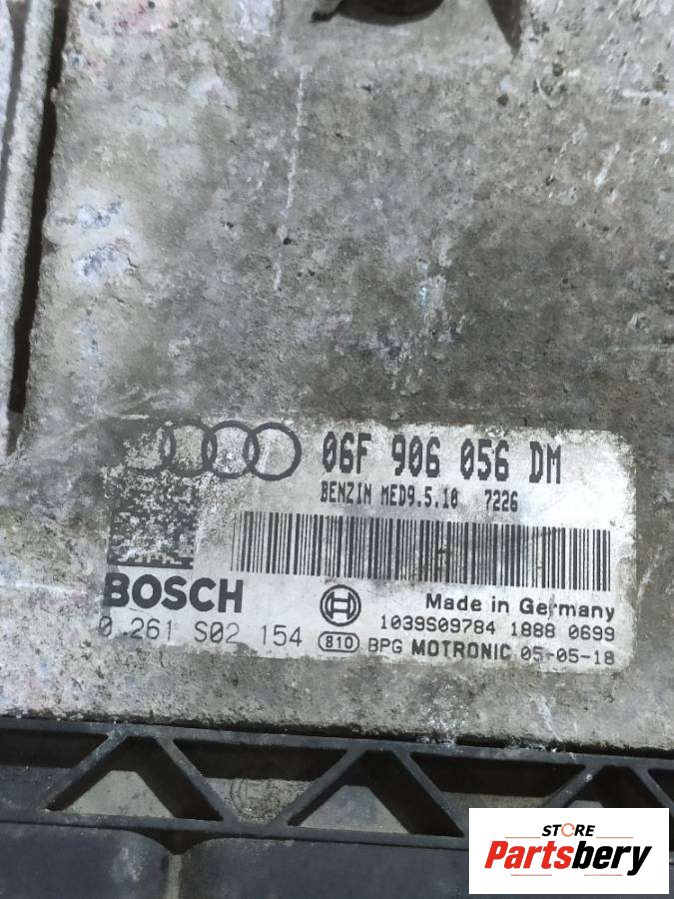 06F 906 056 DM
BENZIN MED9.5.10 7226
BOSCH
Made in Germany
1039S09784 1888 0699
0 261 S02 154 810 BPG MOTRONIC 05-05-18
STORE
Partsbery